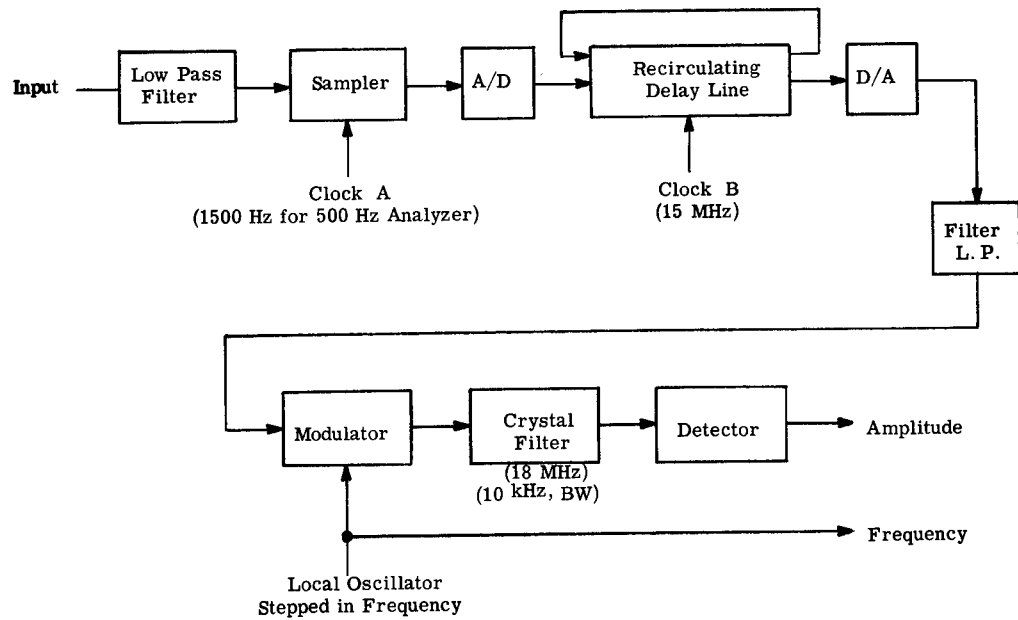 Input
Low Pass
Filter
Sampler
A/D
Recirculating
Delay Line
D/A
Clock A
(1500 Hz for 500 Hz Analyzer)
Clock B
(15 MHz)
Filter
L. P.
Modulator
Crystal
Filter
(18 MHz)
(10 kHz, BW)
Detector
Amplitude
Frequency
Local Oscillator
Stepped in Frequency